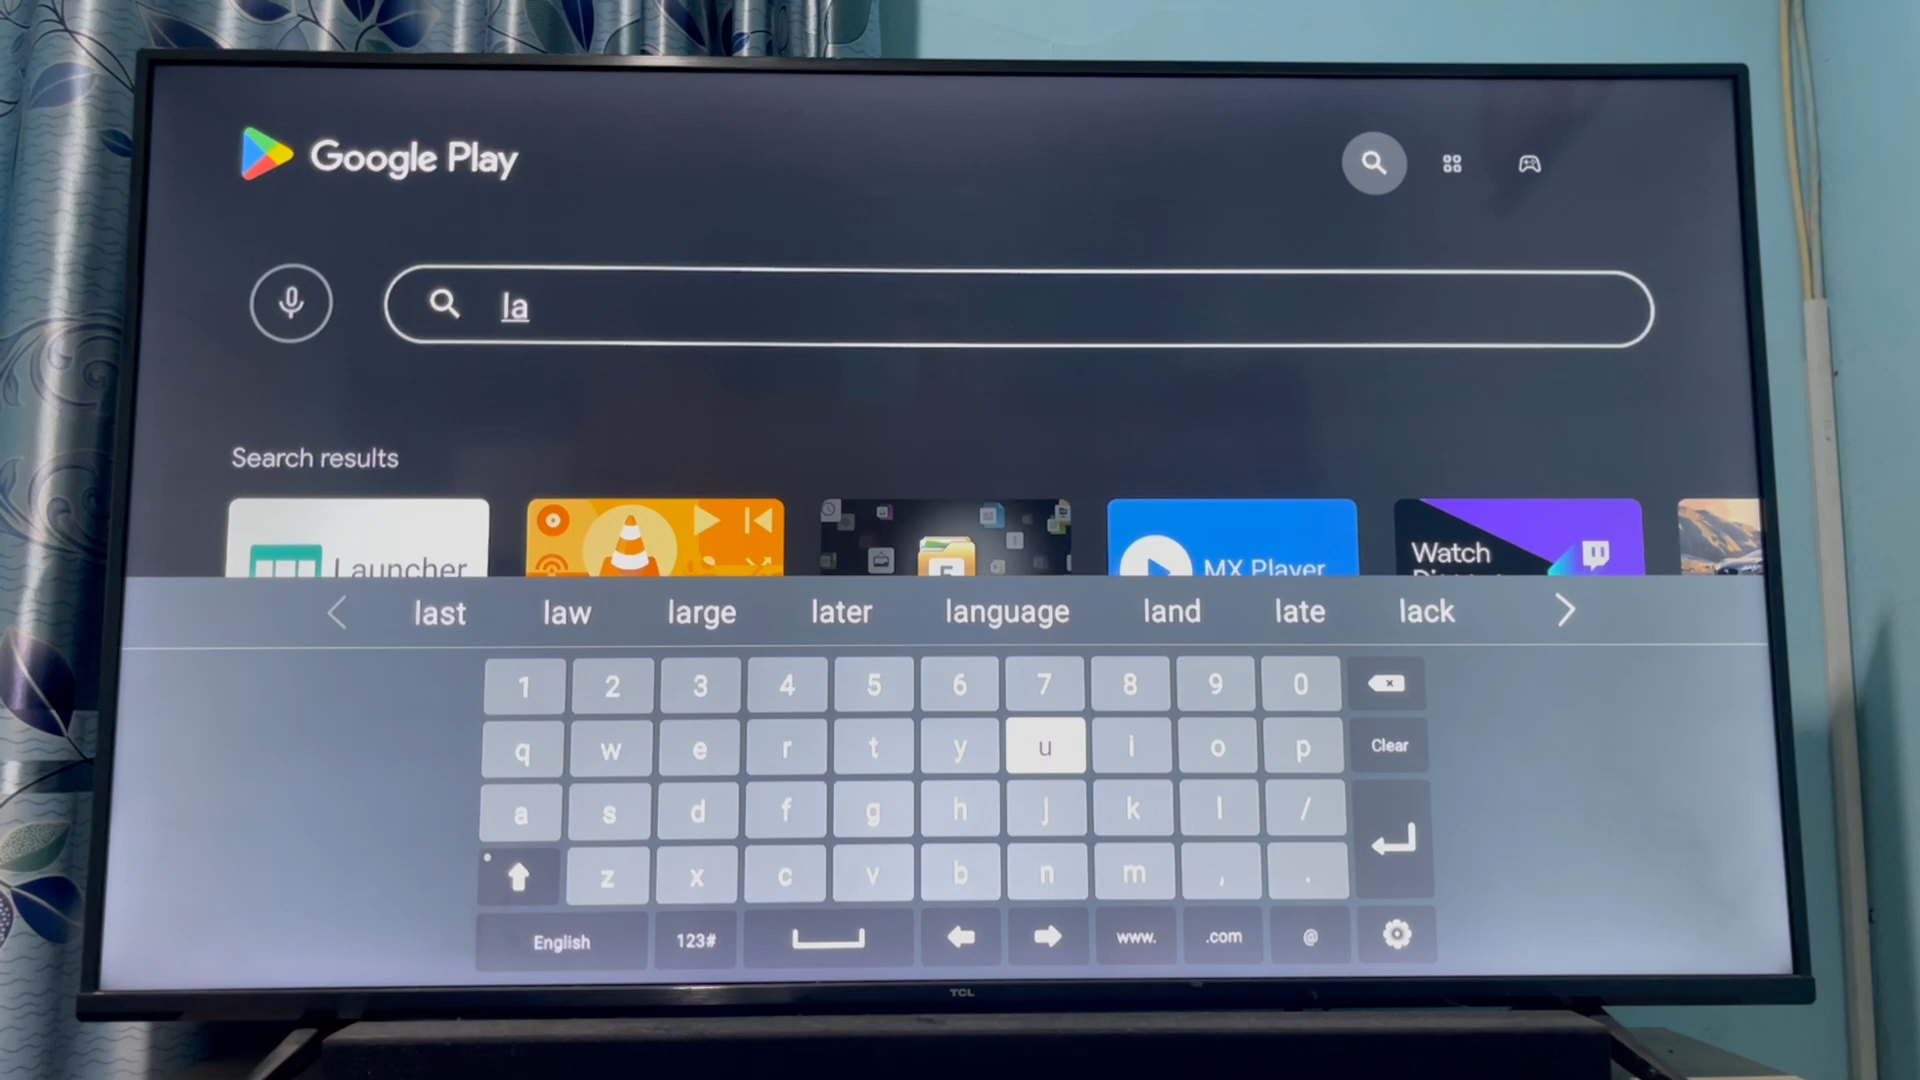 Google Play
la
Search results
Launcher
MX Player
Watch
last law large later language land late lack
1 2 3 4 5 6 7 8 9 0
q w e r t y u i o p Clear
a s d f g h j k l /
z x c v b n m , .
English 123# www. .com @
TCL